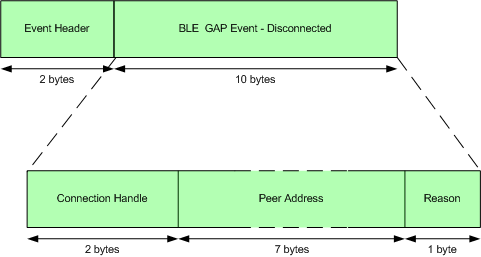 Event Header
BLE GAP Event - Disconnected
2 bytes
10 bytes
Connection Handle
Peer Address
Reason
2 bytes
7 bytes
1 byte